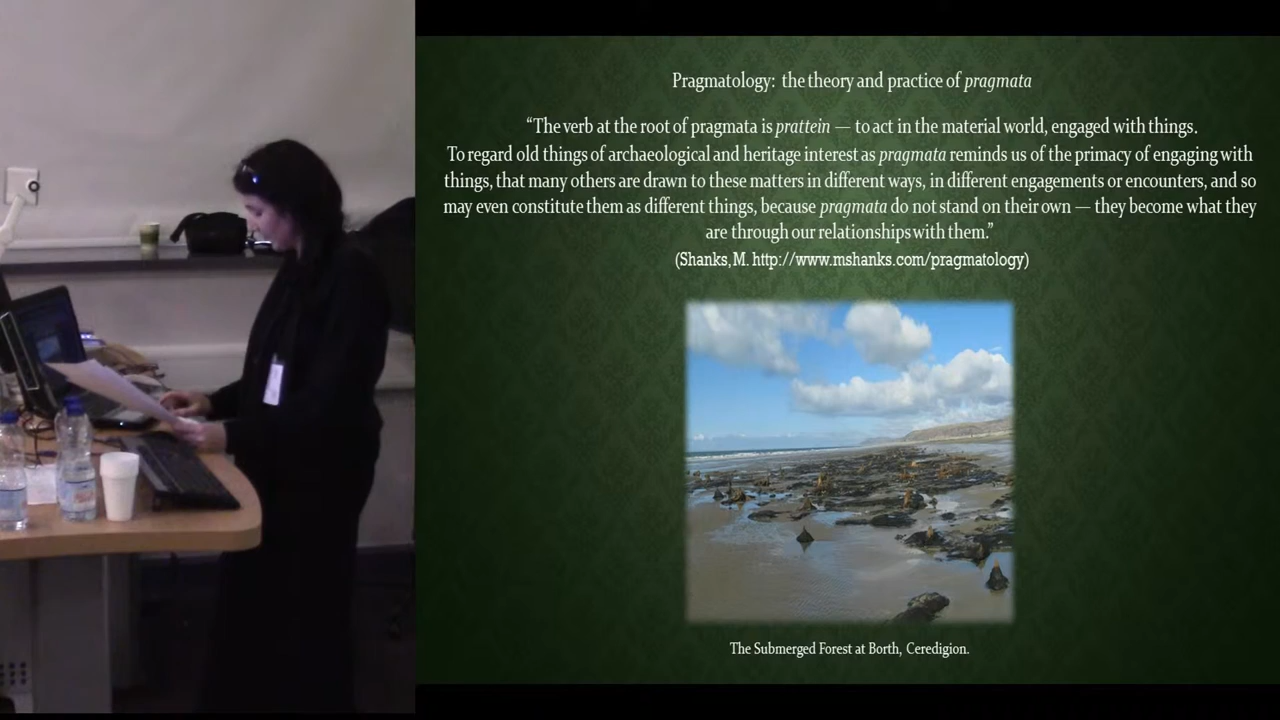 Pragmatology: the theory and practice of pragmata
“The verb at the root of pragmata is prattein — to act in the material world, engaged with things.
To regard old things of archaeological and heritage interest as pragmata reminds us of the primacy of engaging with
things, that many others are drawn to these matters in different ways, in different engagements or encounters, and so
may even constitute them as different things, because pragmata do not stand on their own — they become what they
are through our relationships with them.”
(Shanks, M. http://www.mshanks.com/pragmatology)
The Submerged Forest at Borth, Ceredigion.